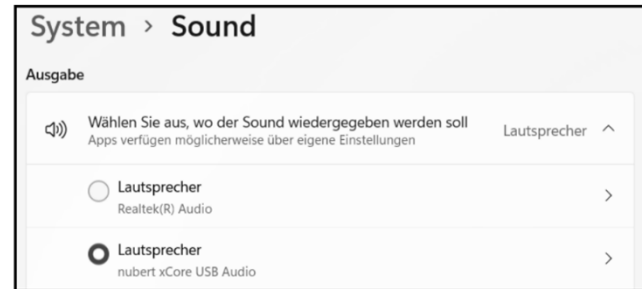 System > Sound
Ausgabe
Wählen Sie aus, wo der Sound wiedergegeben werden soll
Apps verfügen möglicherweise über eigene Einstellungen
Lautsprecher
Lautsprecher
Realtek(R) Audio
Lautsprecher
nubert xCore USB Audio